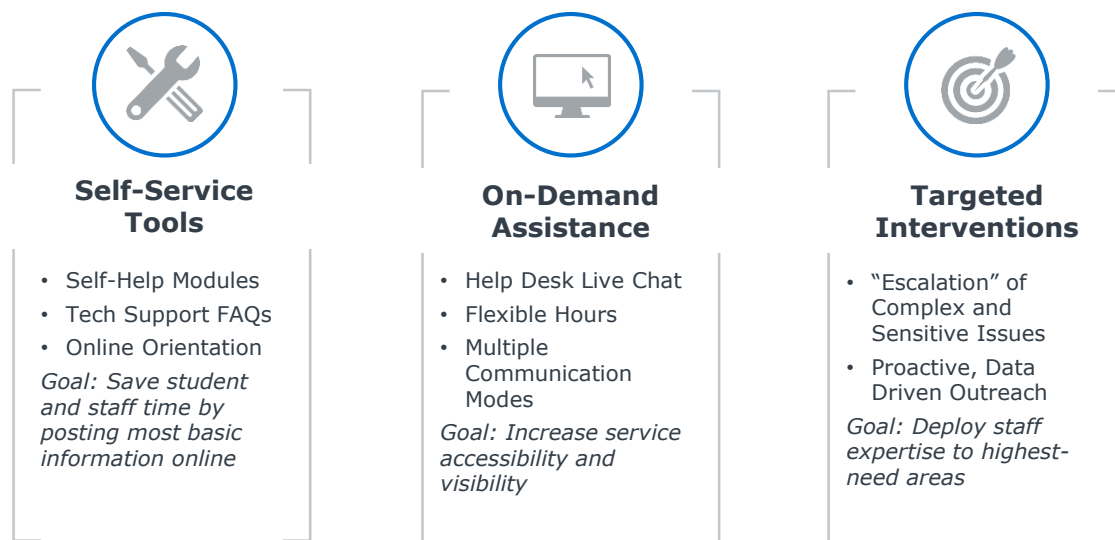 Self-Service
Tools
• Self-Help Modules
• Tech Support FAQs
• Online Orientation
Goal: Save student
and staff time by
posting most basic
information online
On-Demand
Assistance
• Help Desk Live Chat
• Flexible Hours
• Multiple
Communication
Modes
Goal: Increase service
accessibility and
visibility
Targeted
Interventions
• “Escalation” of
Complex and
Sensitive Issues
• Proactive, Data
Driven Outreach
Goal: Deploy staff
expertise to highest-
need areas